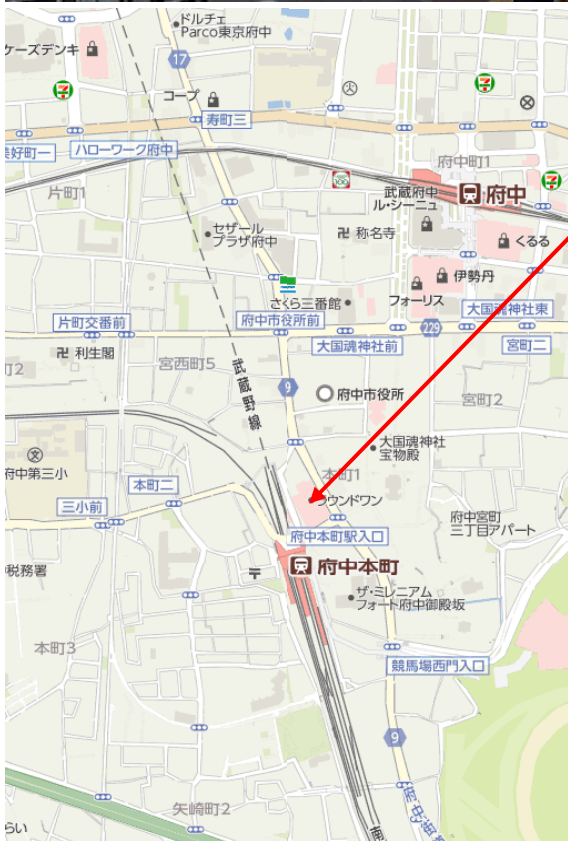 ドルチェ
Parco東京府中
ケーズデンキ
17
コープ
寿町三
美好町一
ハローワーク府中
府中町1
片町1
100
武蔵府中
ル・シーニュ
府中
セザール
プラザ府中
称名寺
くるる
伊勢丹
さくら三番館
フォーリス
大国魂神社東
片町交番前
府中市役所前
229
大国魂神社前
宮町二
利生閣
町2
宮西町5
武蔵野線
9
府中市役所
宮町2
大国魂神社
宝物殿
文
府中第三小
本町1
本町二
ラウンドワン
三小前
府中宮町
三丁目アパート
府中本町駅入口
府中本町
税務署
ザ・ミレニアム
フォート府中御殿坂
本町3
競馬場西門入口
9
矢崎町2
府中街道
南
らい